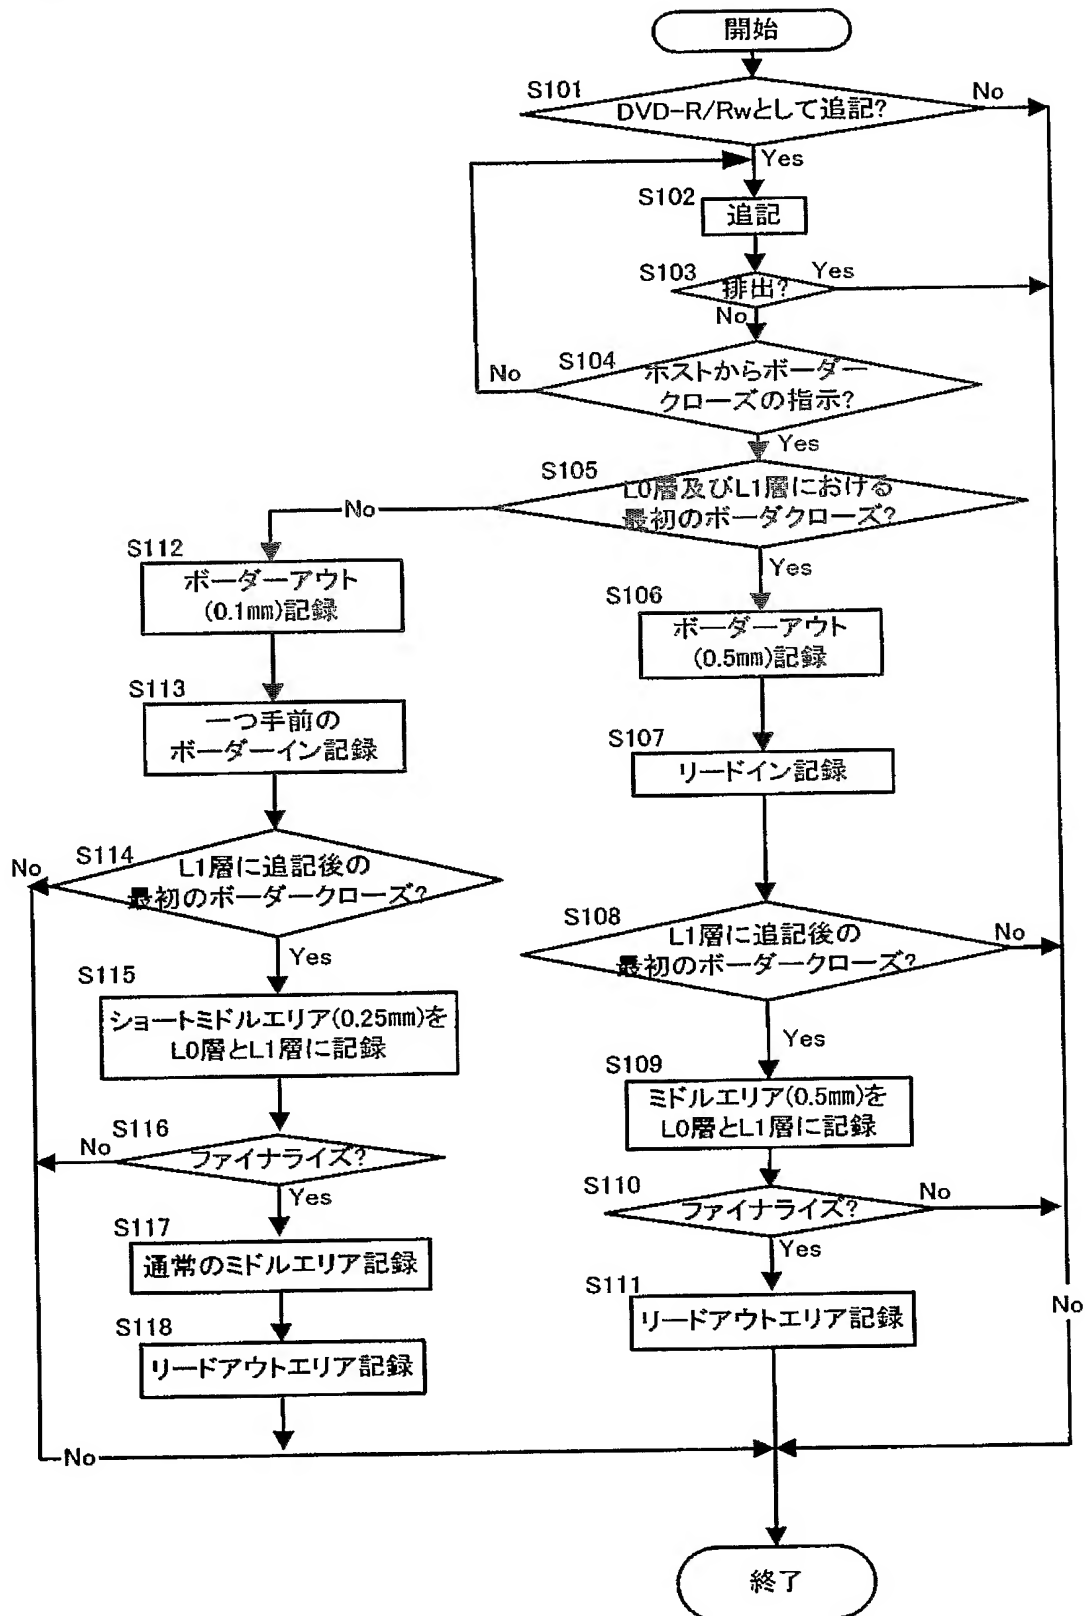 開始
S101
DVD-R/Rwとして追記?
No
Yes
S102
追記
S103
排出?
Yes
No
S104
ホストからボーダー
クローズの指示?
No
Yes
S105
L0層及びL1層における
最初のボーダクローズ?
No
Yes
S112
ボーダーアウト
(0.1mm)記録
S113
一つ手前の
ボーダーイン記録
S114
L1層に追記後の
最初のボーダークローズ?
No
Yes
S115
ショートミドルエリア(0.25mm)を
L0層とL1層に記録
S116
ファイナライズ?
No
Yes
S117
通常のミドルエリア記録
S118
リードアウトエリア記録
No
S106
ボーダーアウト
(0.5mm)記録
S107
リードイン記録
S108
L1層に追記後の
最初のボーダークローズ?
No
Yes
S109
ミドルエリア(0.5mm)を
L0層とL1層に記録
S110
ファイナライズ?
No
Yes
S111
リードアウトエリア記録
No
終了